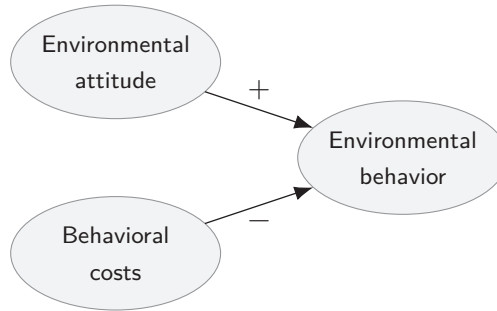 Environmental
attitude
+
Environmental
behavior
−
Behavioral
costs